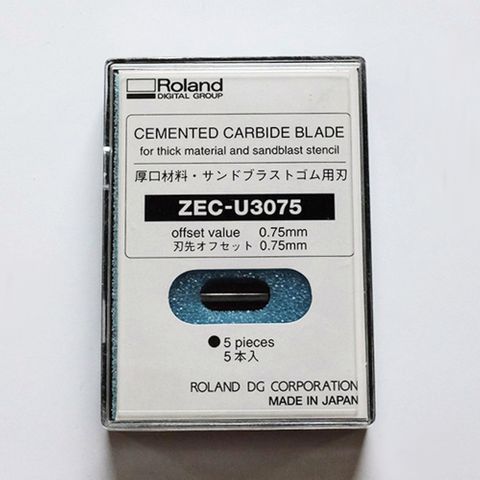 Roland
DIGITAL GROUP
CEMENTED CARBIDE BLADE
for thick material and sandblast stencil
厚口材料・サンドブラストゴム用刃
ZEC-U3075
offset value 0.75mm
刃先オフセット 0.75mm
● 5 pieces
5本入
ROLAND DG CORPORATION
MADE IN JAPAN